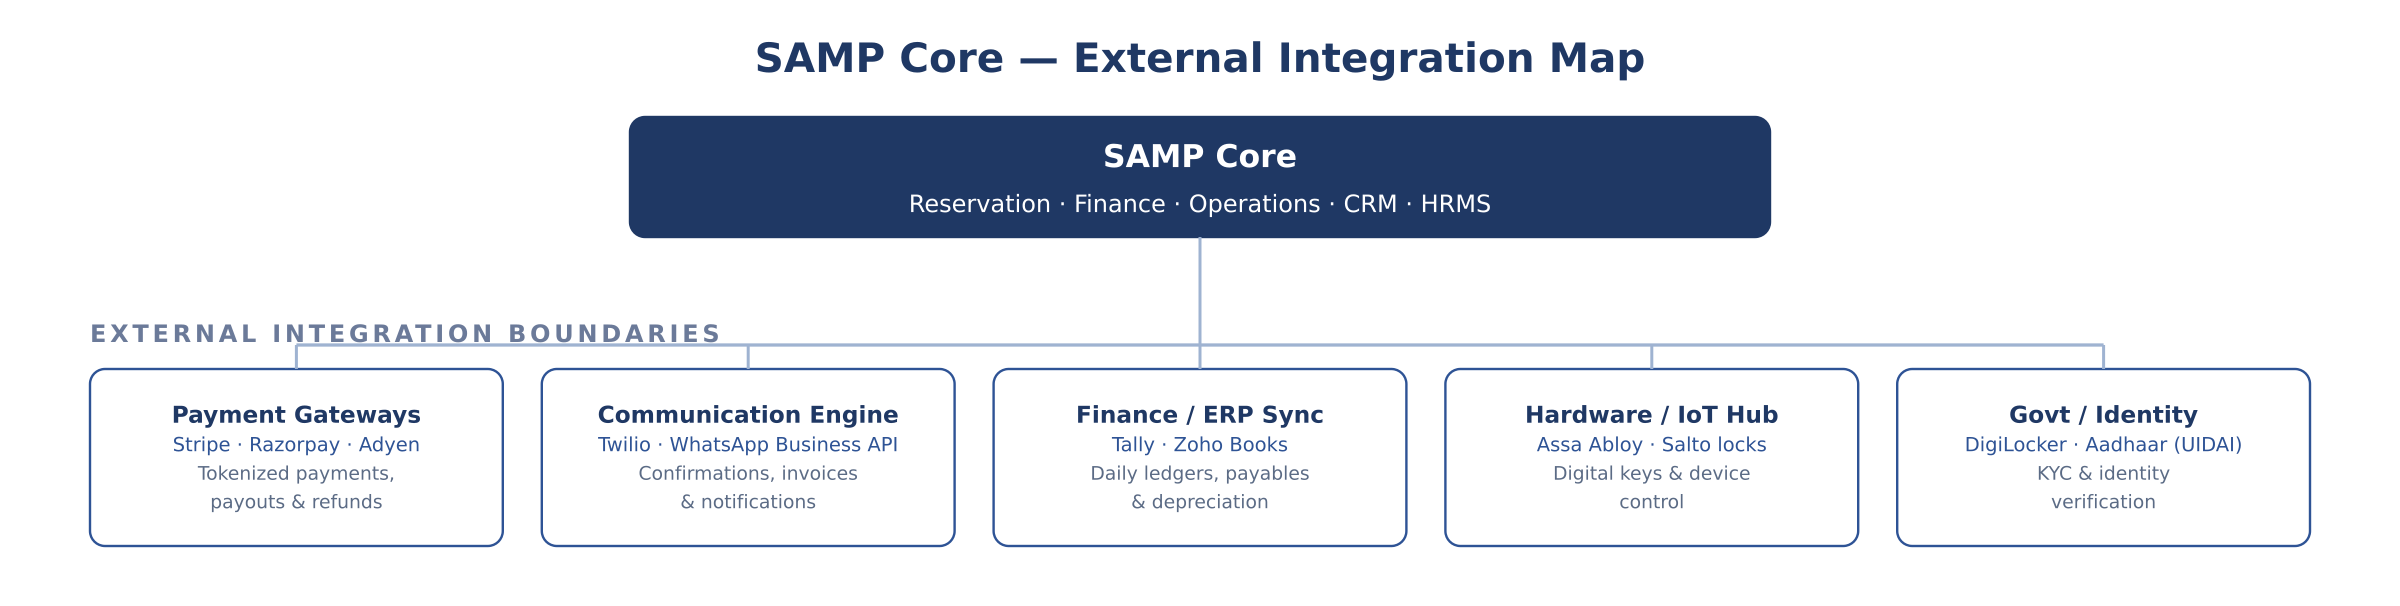 SAMP Core — External Integration Map
SAMP Core
Reservation · Finance · Operations · CRM · HRMS
EXTERNAL INTEGRATION BOUNDARIES
Payment Gateways
Stripe · Razorpay · Adyen
Tokenized payments,
payouts & refunds
Communication Engine
Twilio · WhatsApp Business API
Confirmations, invoices
& notifications
Finance / ERP Sync
Tally · Zoho Books
Daily ledgers, payables
& depreciation
Hardware / IoT Hub
Assa Abloy · Salto locks
Digital keys & device
control
Govt / Identity
DigiLocker · Aadhaar (UIDAI)
KYC & identity
verification